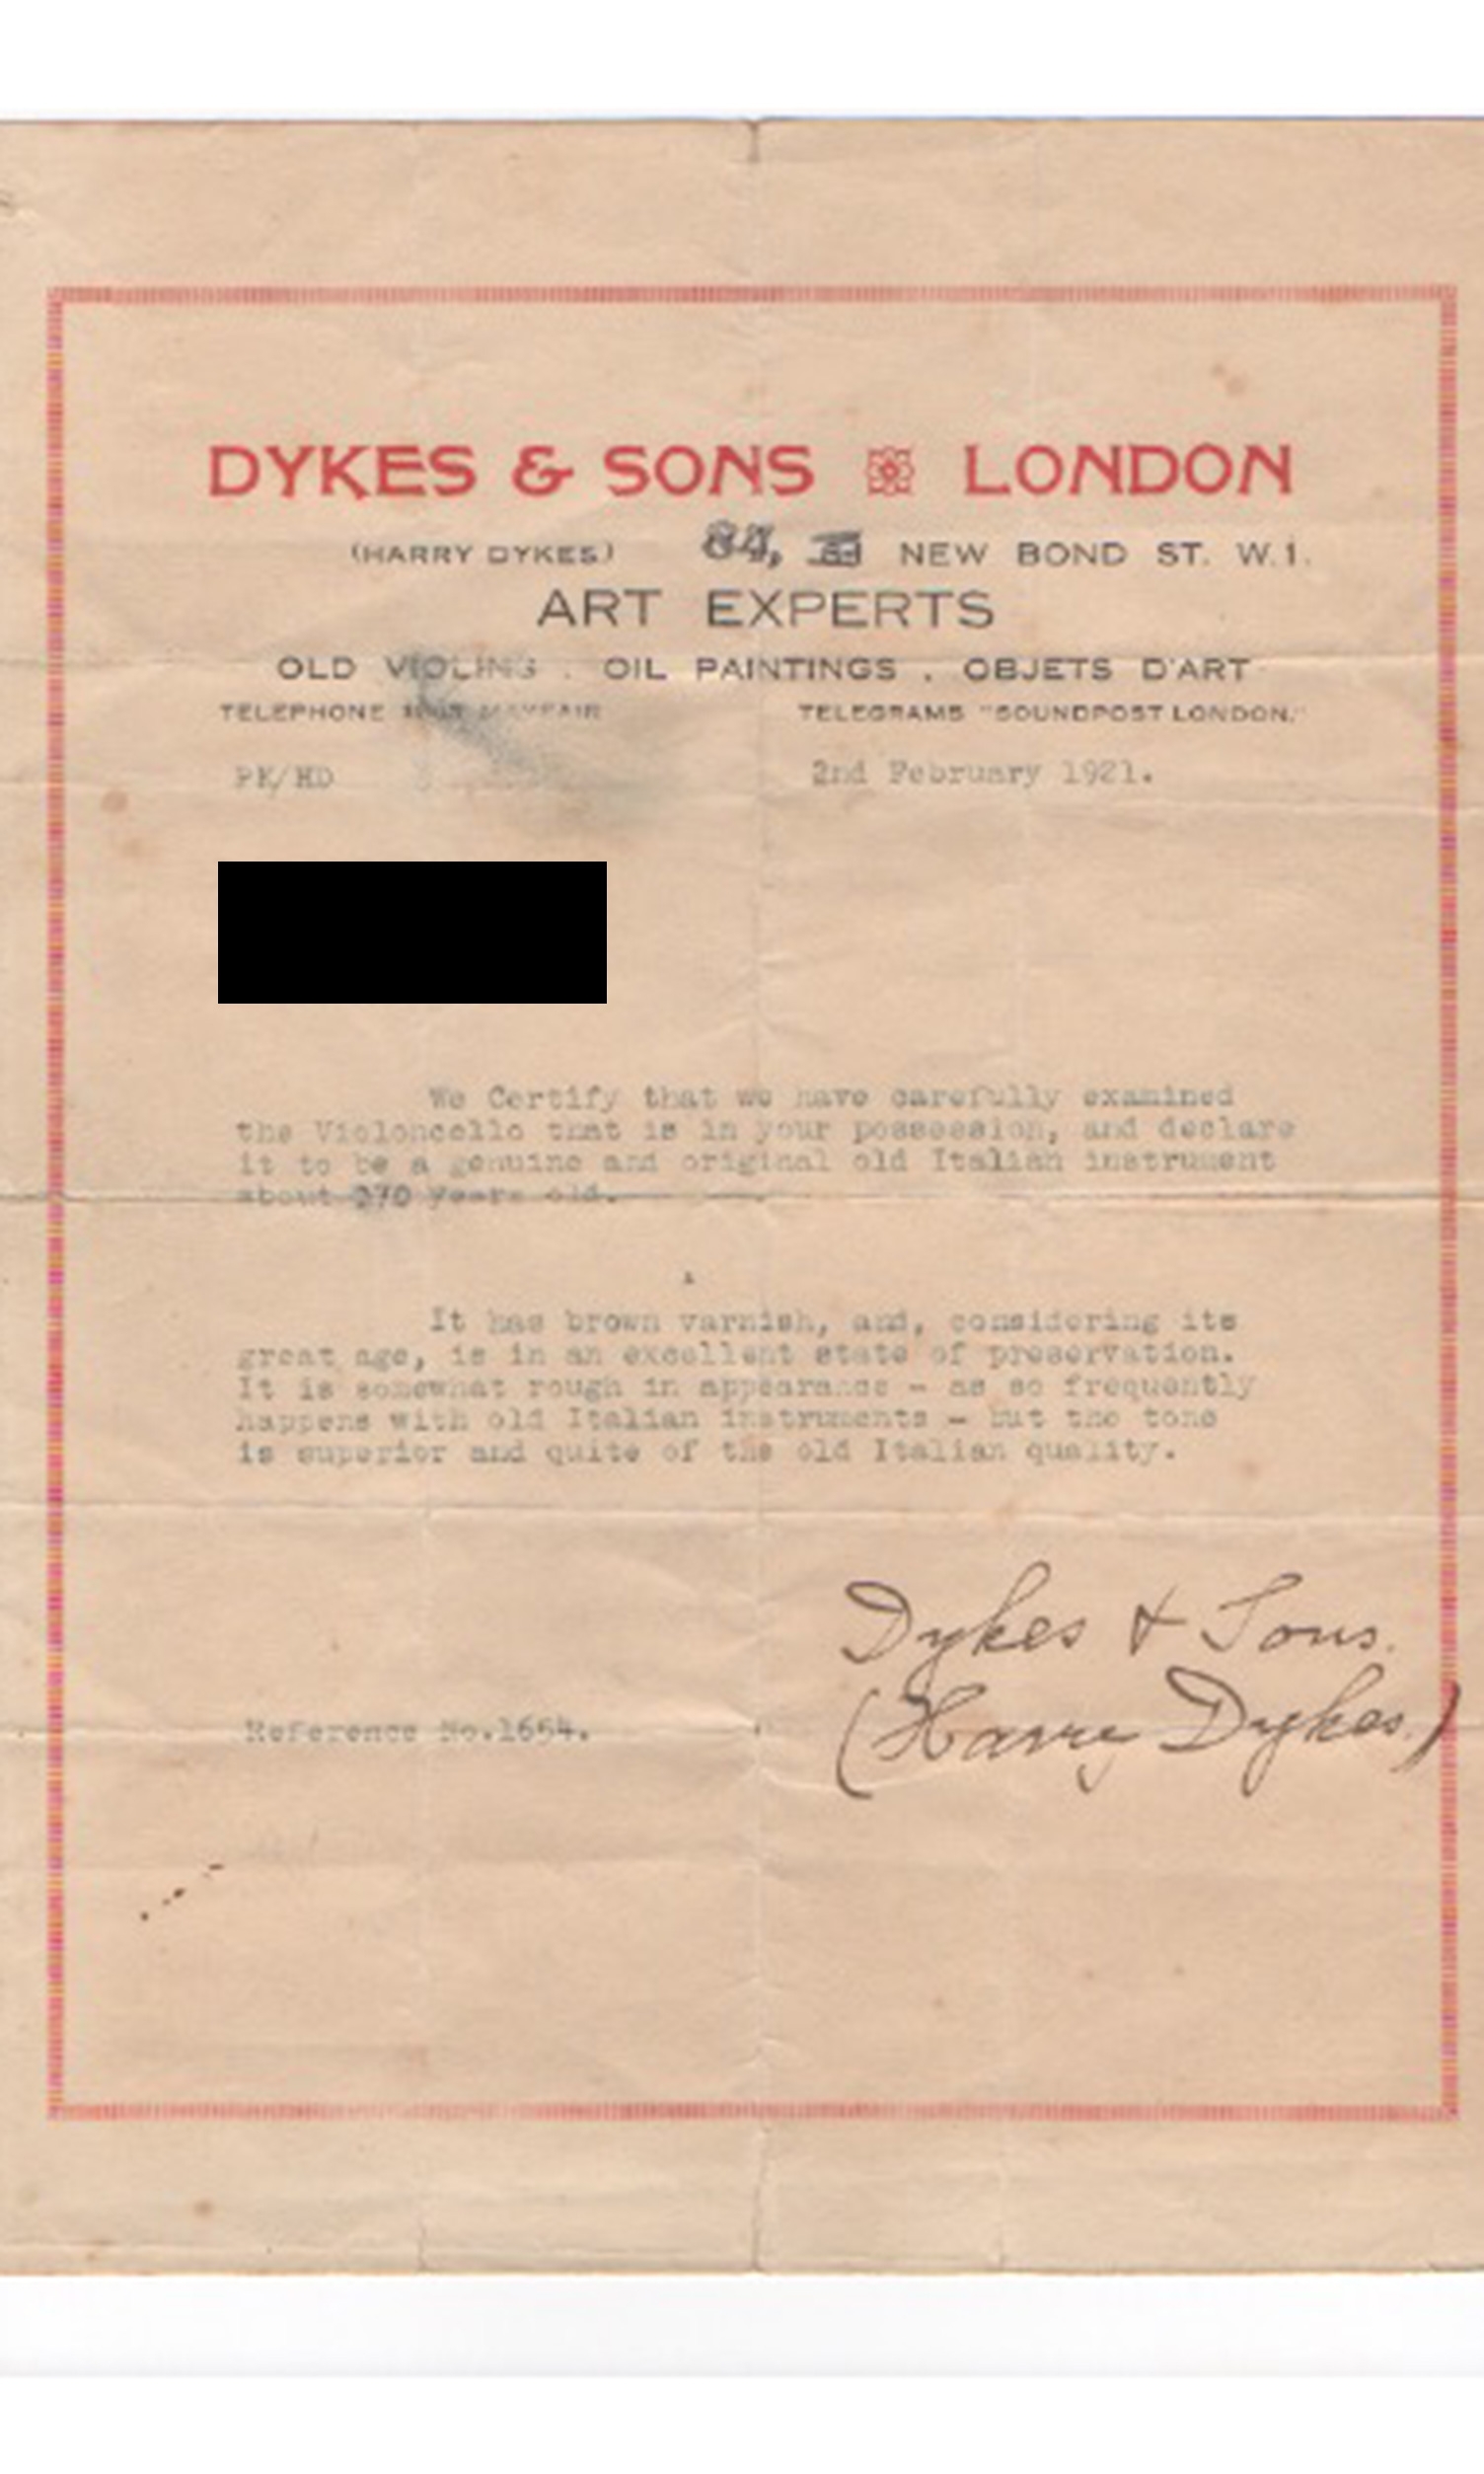 DYKES & SONS LONDON
(HARRY DYKES) 84, NEW BOND ST. W.1.
ART EXPERTS
OLD VIOLINS . OIL PAINTINGS . OBJETS D'ART
TELEPHONE MAYFAIR TELEGRAMS "SOUNDPOST LONDON."
PK/HD 2nd February 1921.
We Certify that we have carefully examined
the Violoncello that is in your possession, and declare
it to be a genuine and original old Italian instrument
about years old.
It has brown varnish, and, considering its
great age, is in an excellent state of preservation.
It is somewhat rough in appearance - as so frequently
happens with old Italian instruments - but the tone
is superior and quite of the old Italian quality.
Dykes & Sons.
(Harry Dykes.)
Reference No.1654.